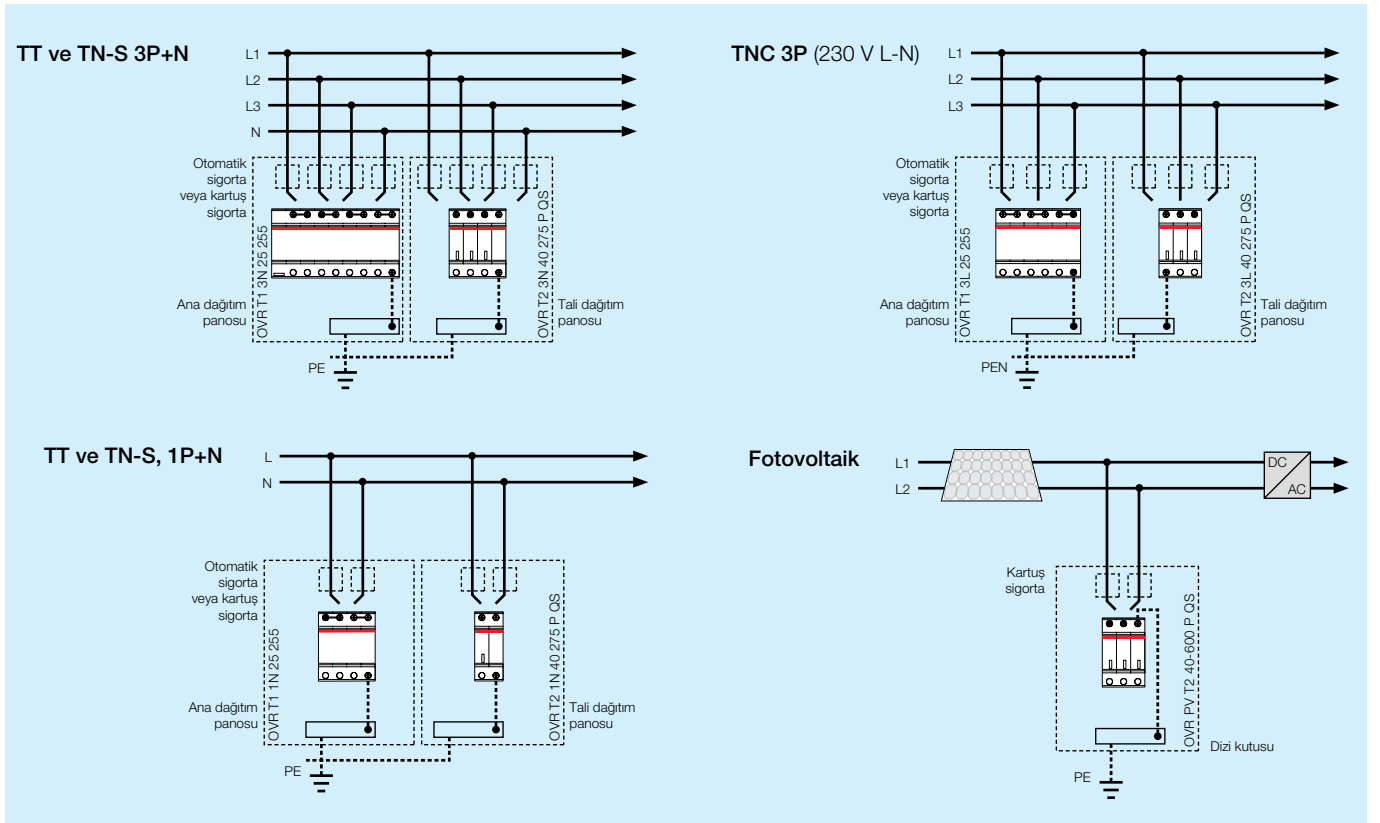 TT ve TN-S 3P+N
L1
L2
L3
N
Otomatik
sigorta
veya kartuş
sigorta
OVR T1 3N 25 255
OVR T2 3N 40 275 P QS
Ana dağıtım
panosu
Tali dağıtım
panosu
PE
TNC 3P (230 V L-N)
L1
L2
L3
Otomatik
sigorta
veya kartuş
sigorta
OVR T1 3L 25 255
OVR T2 3L 40 275 P QS
Ana dağıtım
panosu
Tali dağıtım
panosu
PEN
TT ve TN-S, 1P+N
L
N
Otomatik
sigorta
veya kartuş
sigorta
OVR T1 1N 25 255
OVR T2 1N 40 275 P QS
Ana dağıtım
panosu
Tali dağıtım
panosu
PE
Fotovoltaik
L1
L2
DC
AC
Kartuş
sigorta
OVR PV T2 40-600 P QS
Dizi kutusu
PE